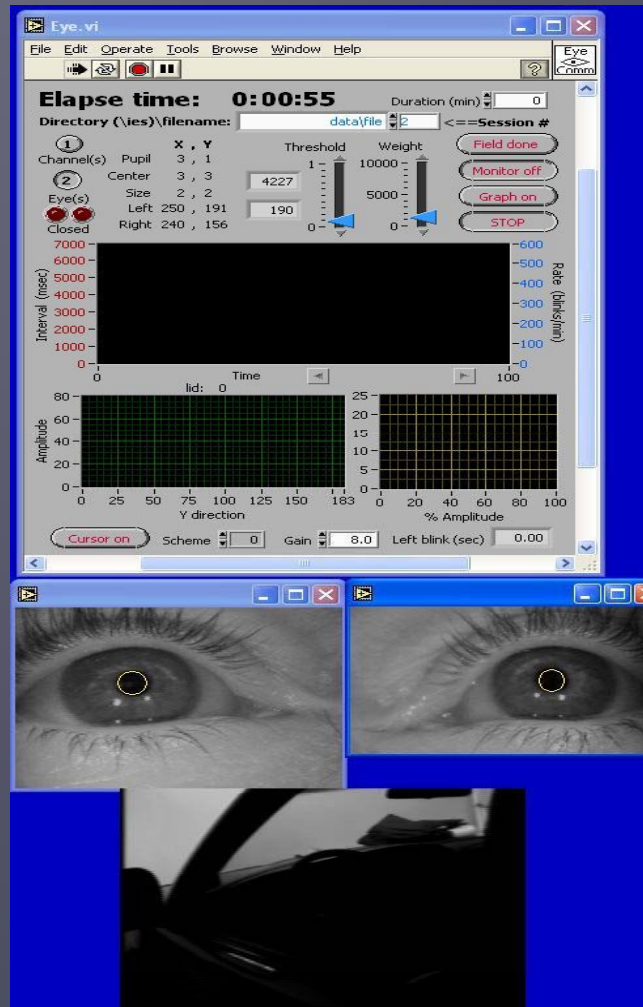 Eye.vi
File Edit Operate Tools Browse Window Help
Eye
Comm
?
Elapse time: 0:00:55 Duration (min) 0
Directory (\ies)\filename: data\file 2 <==Session #
1 X , Y Threshold Weight Field done
Channel(s) Pupil 3 , 1 1 10000 Monitor off
2 Center 3 , 3 4227
Eye(s) Size 2 , 2 5000 Graph on
Left 250 , 191 190
Closed Right 240 , 156 0 0 STOP
7000 600
6000 500
5000 400
4000 300
3000 200
2000 100
1000 0
0
Interval (msec)
Rate (blinks/min)
0 Time 100
lid: 0
80 25
60 20
40 15
20 10
0 5
0
Amplitude
0 25 50 75 100 125 150 183 0 20 40 60 80 100
Y direction % Amplitude
Cursor on Scheme 0 Gain 8.0 Left blink (sec) 0.00